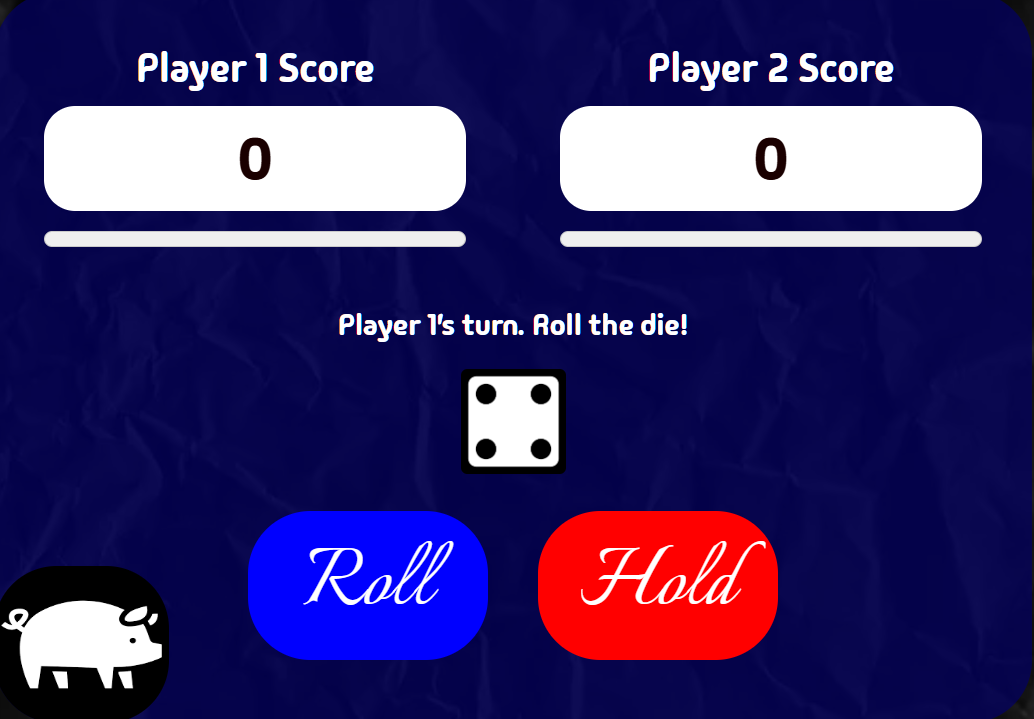 Player 1 Score
Player 2 Score
0
0
Player 1's turn. Roll the die!
Roll
Hold